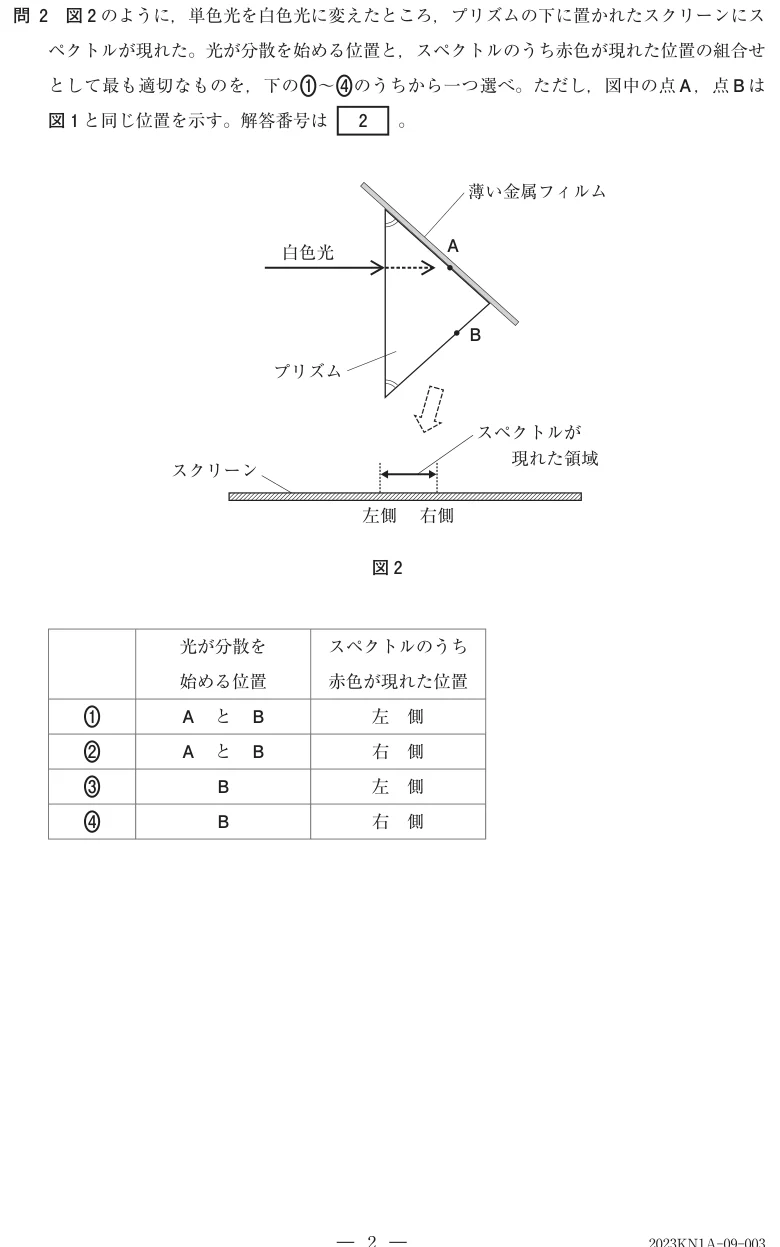 問 2 図2のように，単色光を白色光に変えたところ，プリズムの下に置かれたスクリーンにス
ペクトルが現れた。光が分散を始める位置と，スペクトルのうち赤色が現れた位置の組合せ
として最も適切なものを，下の①～④のうちから一つ選べ。ただし，図中の点A，点Bは
図1と同じ位置を示す。解答番号は 2 。
薄い金属フィルム
A
白色光
B
プリズム
スペクトルが
現れた領域
スクリーン
左側 右側
図2
光が分散を
始める位置
スペクトルのうち
赤色が現れた位置
① A と B 左 側
② A と B 右 側
③ B 左 側
④ B 右 側
― 2 ―
2023KN1A-09-003